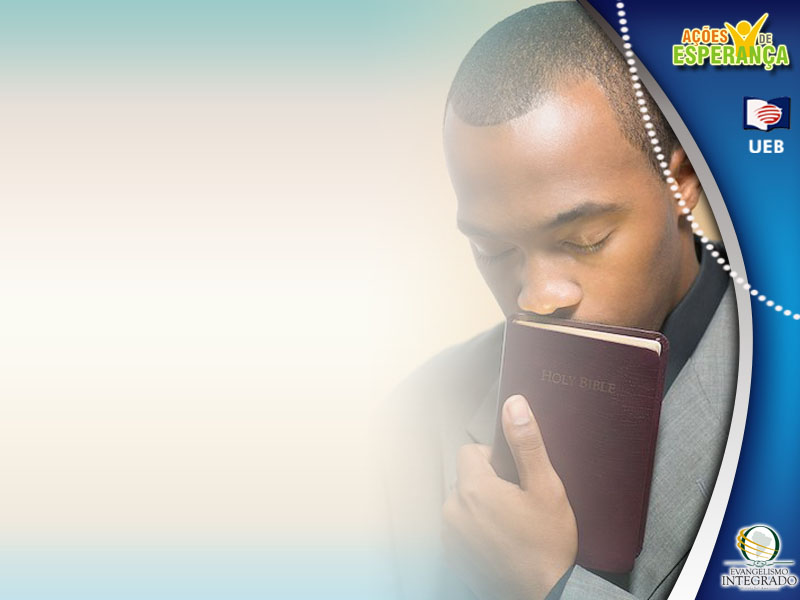 AÇÕES DE
ESPERANÇA
UEB
HOLY BIBLE
EVANGELISMO
INTEGRADO